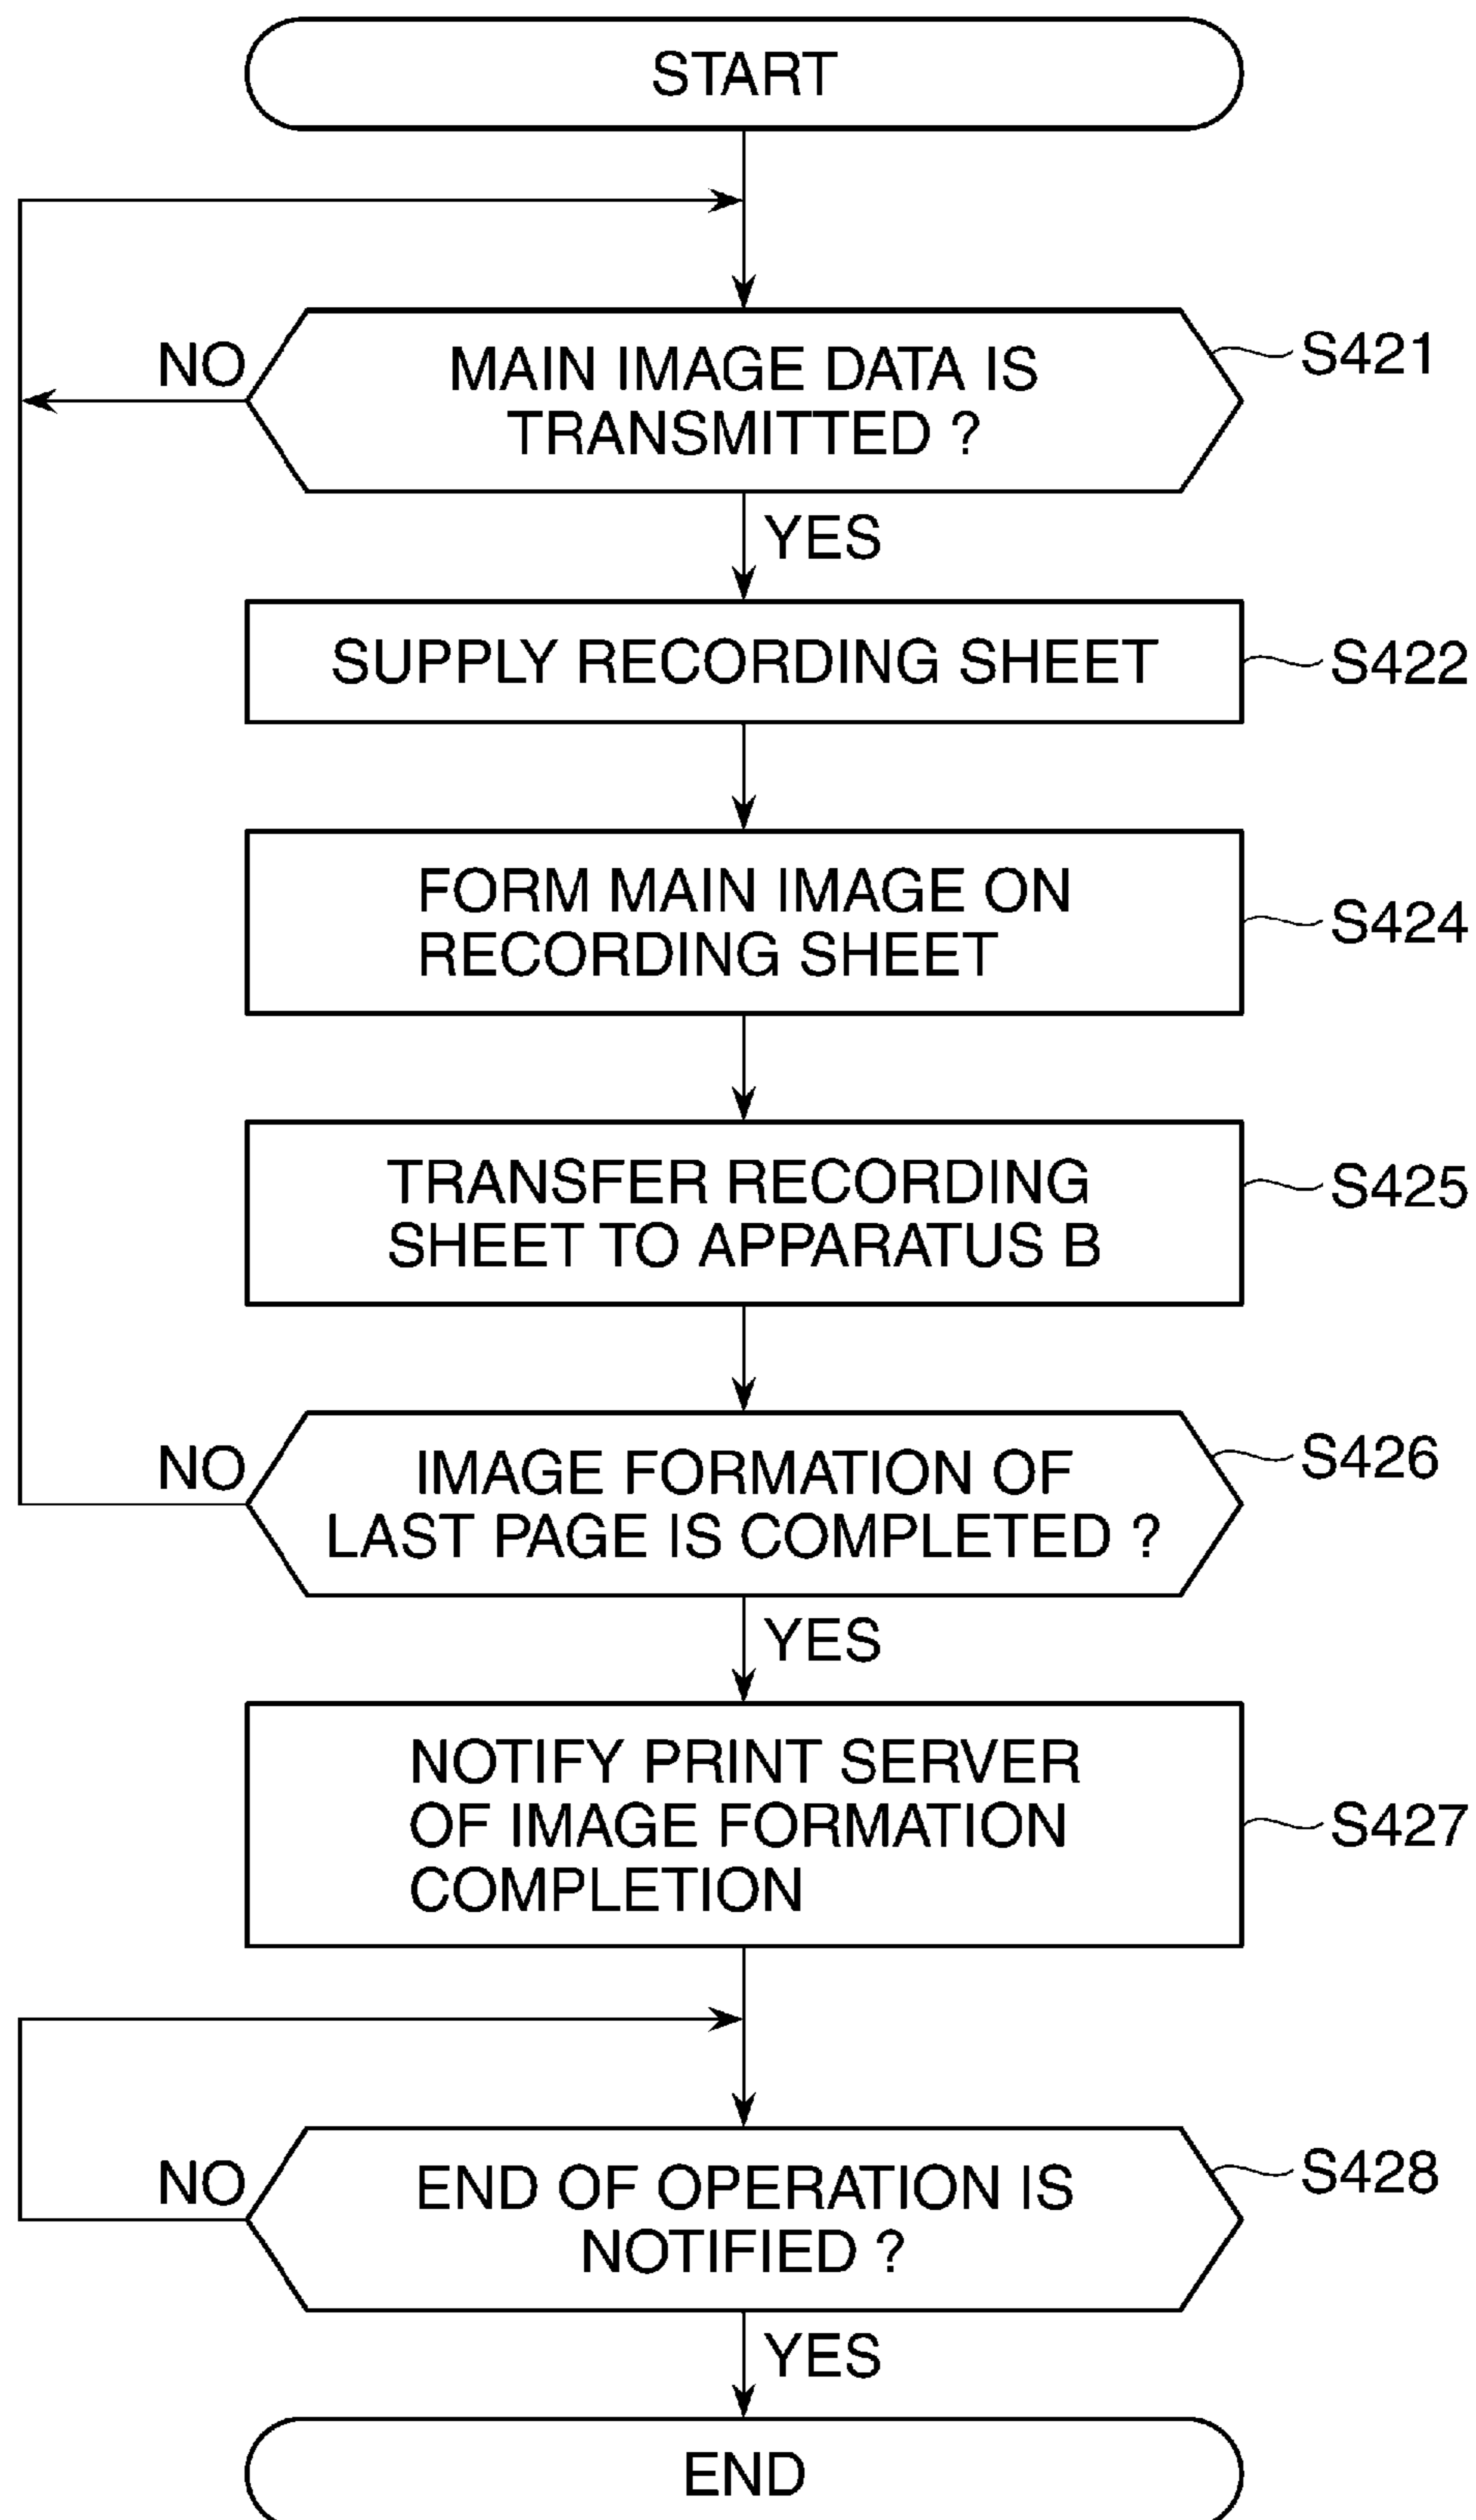 START
NO
MAIN IMAGE DATA IS
TRANSMITTED ?
S421
YES
SUPPLY RECORDING SHEET
S422
FORM MAIN IMAGE ON
RECORDING SHEET
S424
TRANSFER RECORDING
SHEET TO APPARATUS B
S425
NO
IMAGE FORMATION OF
LAST PAGE IS COMPLETED ?
S426
YES
NOTIFY PRINT SERVER
OF IMAGE FORMATION
COMPLETION
S427
NO
END OF OPERATION IS
NOTIFIED ?
S428
YES
END